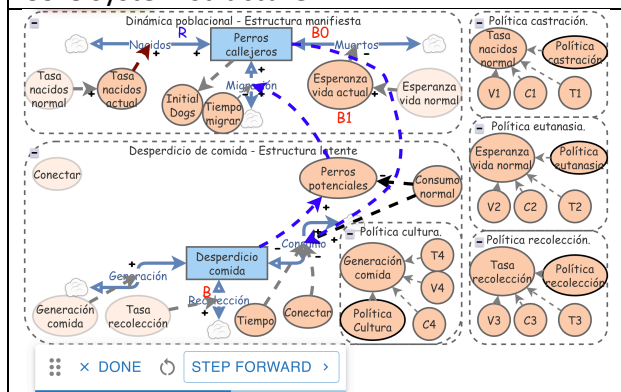 Dinámica poblacional - Estructura manifiesta
Nacidos
R
Perros
callejeros
B0
Muertos
Tasa
nacidos
normal
Tasa
nacidos
actual
Initial
Dogs
Tiempo
migrar
Migración
Esperanza
vida actual
B1
Esperanza
vida normal
Desperdicio de comida - Estructura latente
Conectar
Perros
potenciales
Consumo
normal
Desperdicio
comida
Consumo
Generación
B
Recolección
Generación
comida
Tasa
recolección
Tiempo
Conectar
Política cultura.
Generación
comida
T4
V4
C4
Política
Cultura
Política castración.
Tasa
nacidos
normal
Política
castración
V1
C1
T1
Política eutanasia.
Esperanza
vida normal
Política
eutanasia
V2
C2
T2
Política recolección.
Tasa
recolección
Política
recolección
V3
C3
T3
× DONE
STEP FORWARD >